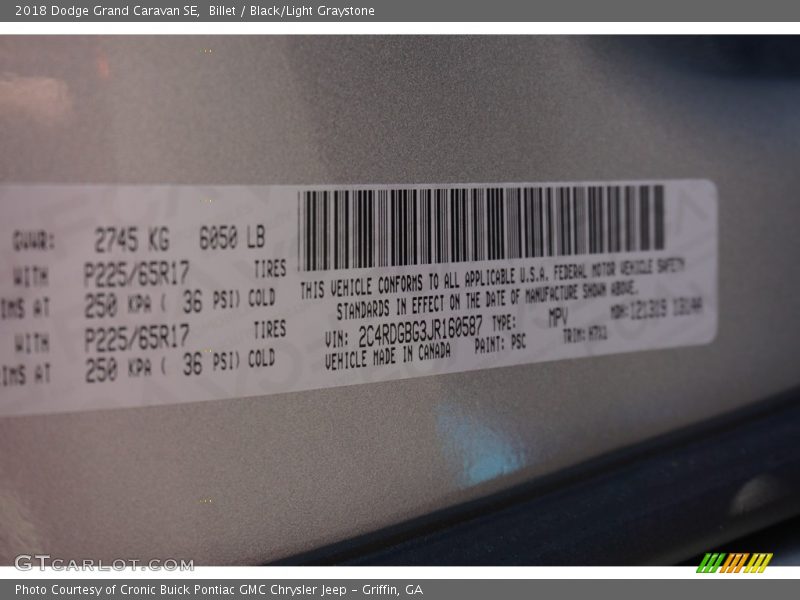 2018 Dodge Grand Caravan SE, Billet / Black/Light Graystone
GVWR: 2745 KG 6050 LB
WITH P225/65R17 TIRES
IMS AT 250 KPA ( 36 PSI) COLD
WITH P225/65R17 TIRES
IMS AT 250 KPA ( 36 PSI) COLD
THIS VEHICLE CONFORMS TO ALL APPLICABLE U.S.A. FEDERAL MOTOR VEHICLE SAFETY
STANDARDS IN EFFECT ON THE DATE OF MANUFACTURE SHOWN ABOVE.
VIN: 2C4RDGBG3JR160587 TYPE: MPV
VEHICLE MADE IN CANADA PAINT: PSC TRIM:
GTCARLOT.COM
Photo Courtesy of Cronic Buick Pontiac GMC Chrysler Jeep – Griffin, GA